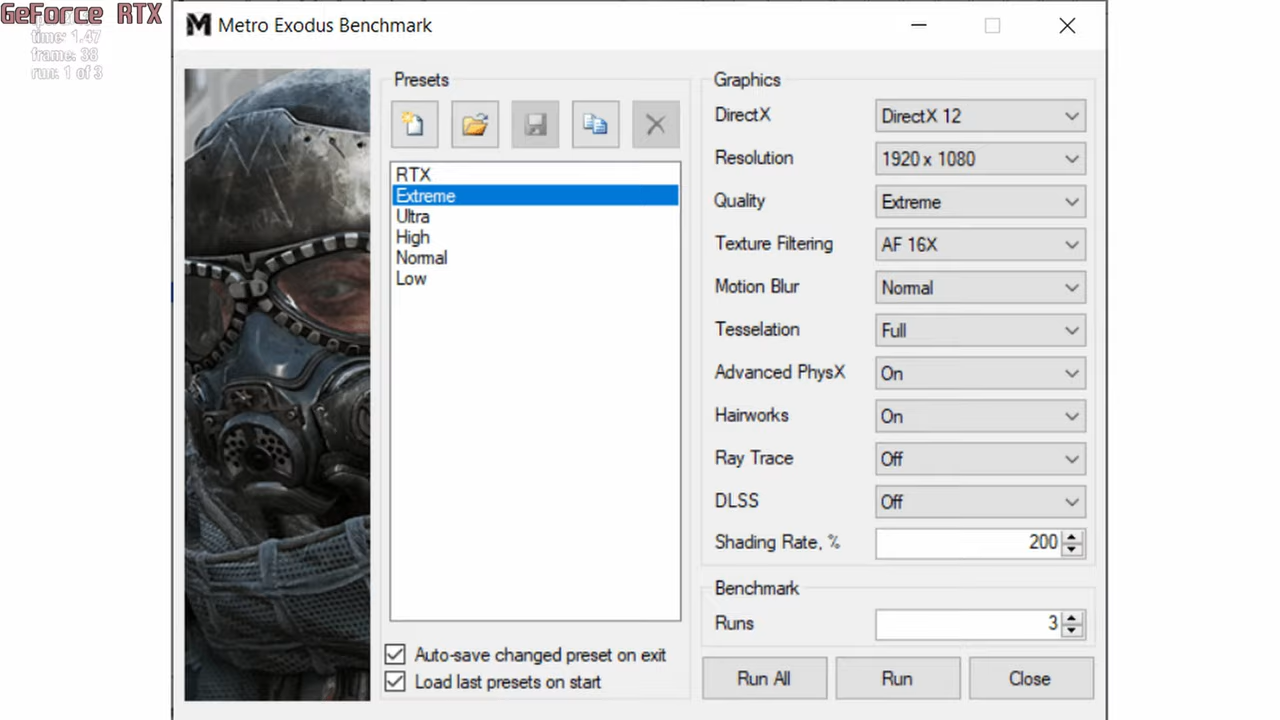 GeForce RTX
time: 1.47
frame: 38
run: 1 of 3
Metro Exodus Benchmark
Presets
RTX
Extreme
Ultra
High
Normal
Low
Auto-save changed preset on exit
Load last presets on start
Graphics
DirectX DirectX 12
Resolution 1920 x 1080
Quality Extreme
Texture Filtering AF 16X
Motion Blur Normal
Tesselation Full
Advanced PhysX On
Hairworks On
Ray Trace Off
DLSS Off
Shading Rate, % 200
Benchmark
Runs 3
Run All Run Close